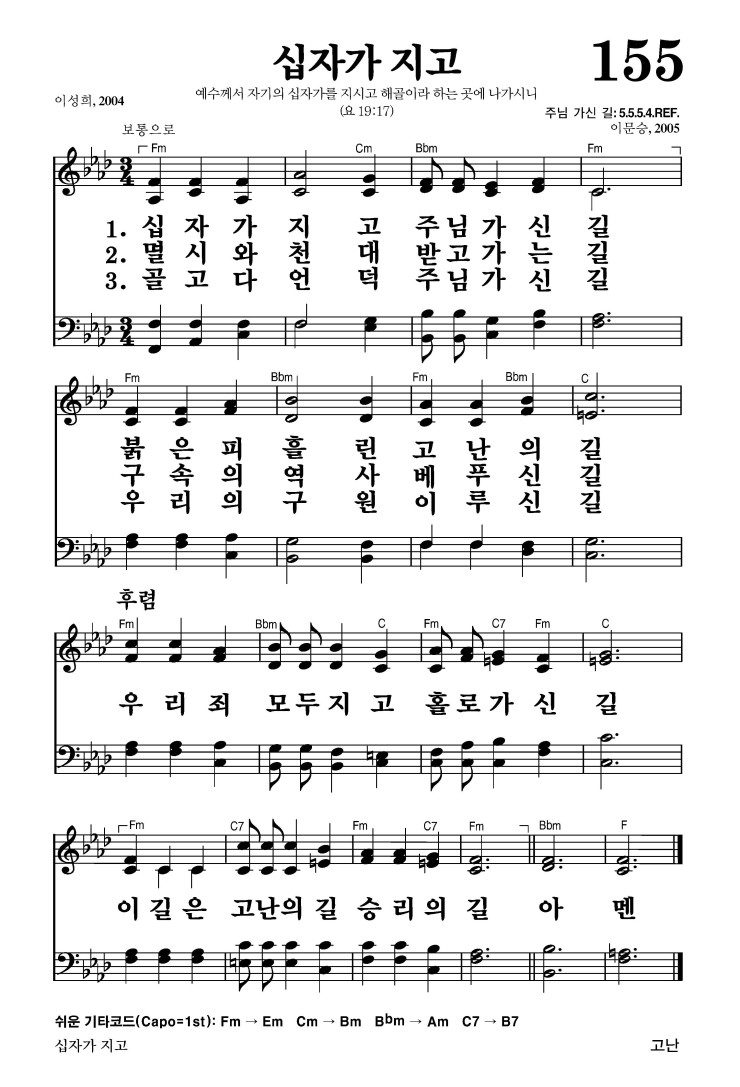 십자가 지고
155
이성희, 2004
예수께서 자기의 십자가를 지시고 해골이라 하는 곳에 나가시니
(요 19:17)
주님 가신 길: 5.5.5.4.REF.
이문승, 2005
보통으로
Fm Cm Bbm Fm
1. 십 자 가 지 고 주 님 가 신 길
2. 멸 시 와 천 대 받 고 가 는 길
3. 골 고 다 언 덕 주 님 가 신 길
Fm Bbm Fm Bbm C
붉 은 피 흘 린 고 난 의 길
구 속 의 역 사 베 푸 신 길
우 리 의 구 원 이 루 신 길
후렴
Fm Bbm C Fm C7 Fm C
우 리 죄 모 두 지 고 홀 로 가 신 길
Fm C7 Fm C7 Fm Bbm F
이 길 은 고 난의 길 승 리 의 길 아 멘
쉬운 기타코드(Capo=1st): Fm → Em Cm → Bm Bbm → Am C7 → B7
십자가 지고
고난